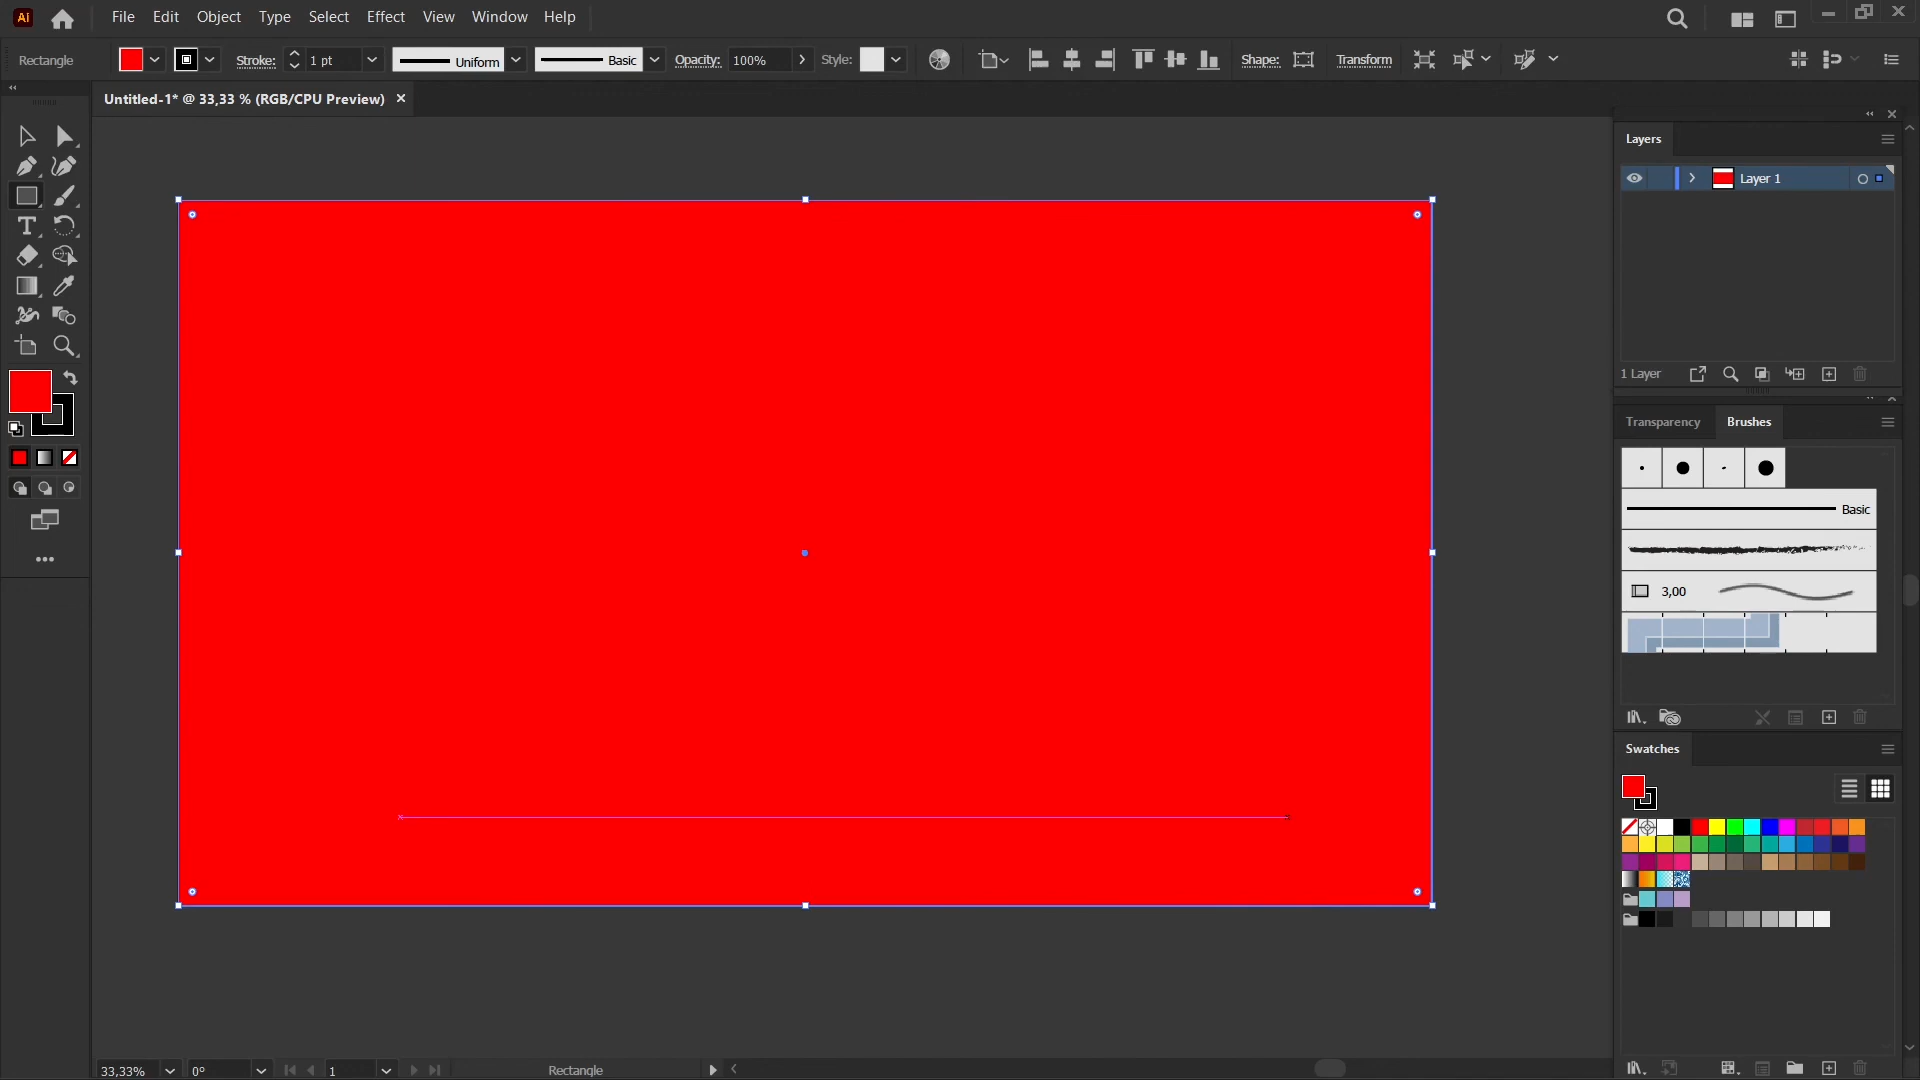 Ai File Edit Object Type Select Effect View Window Help
Rectangle Stroke: 1 pt Uniform Basic Opacity: 100% Style: Shape: Transform
Untitled-1* @ 33,33 % (RGB/CPU Preview)
Layers
Layer 1
1 Layer
Transparency Brushes
Basic
3,00
Swatches
33,33% 0° 1 Rectangle